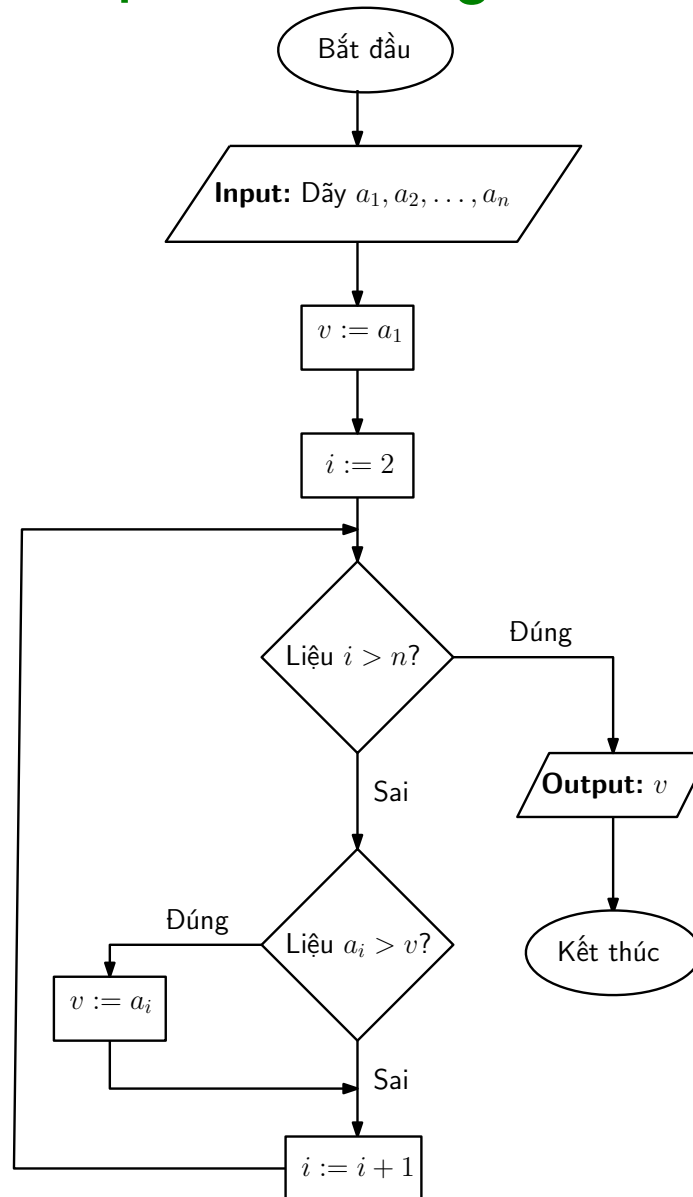 Bắt đầu
Input: Dãy a₁, a₂, . . . , aₙ
v := a₁
i := 2
Liệu i > n?
Đúng
Sai
Output: v
Đúng
Liệu aᵢ > v?
Kết thúc
v := aᵢ
Sai
i := i + 1